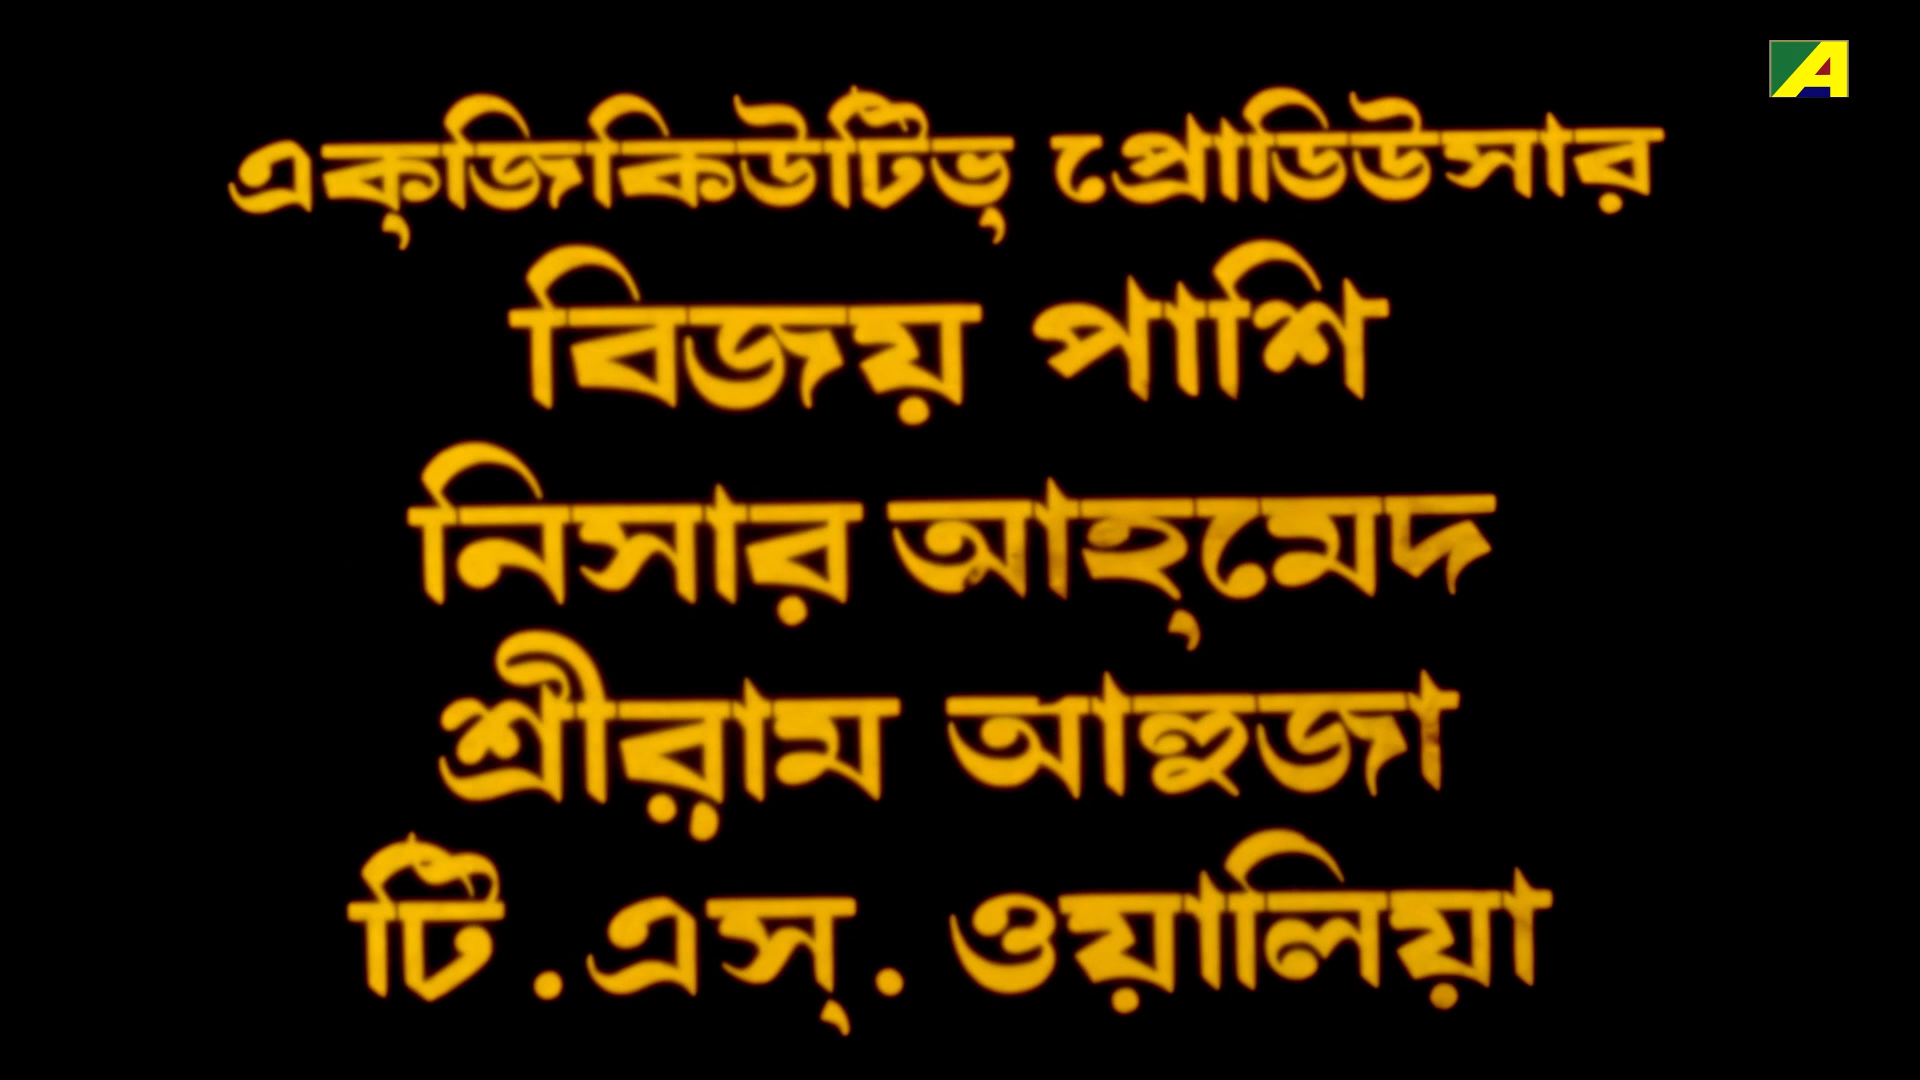 এক্জিকিউটিভ্ প্রোডিউসার
বিজয় পাশি
নিসার আহ্মেদ
শ্রীরাম আহুজা
টি.এস্. ওয়ালিয়া